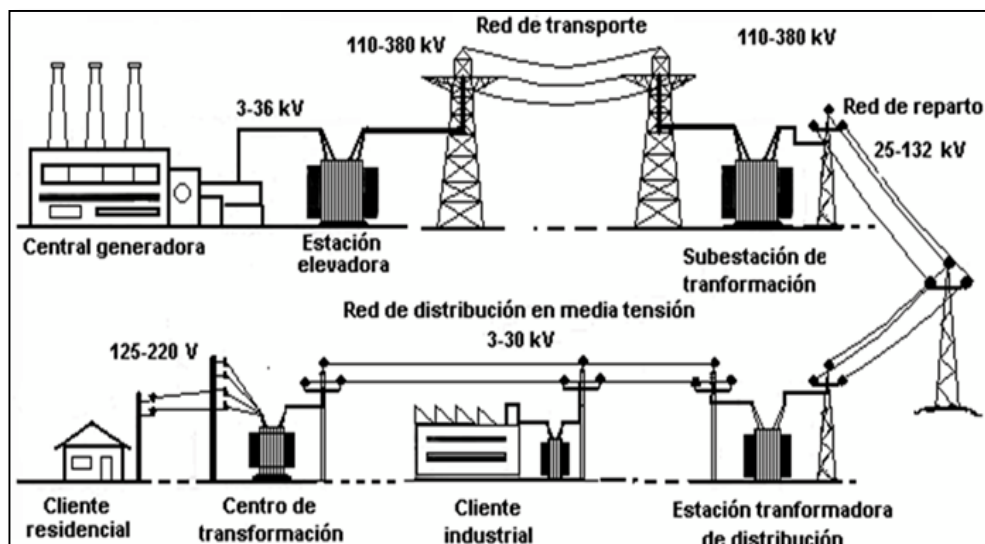 Red de transporte
110-380 kV
110-380 kV
3-36 kV
Red de reparto
25-132 kV
Central generadora
Estación
elevadora
Subestación de
tranformación
Red de distribución en media tensión
3-30 kV
125-220 V
Cliente
residencial
Centro de
transformación
Cliente
industrial
Estación tranformadora
de distribución